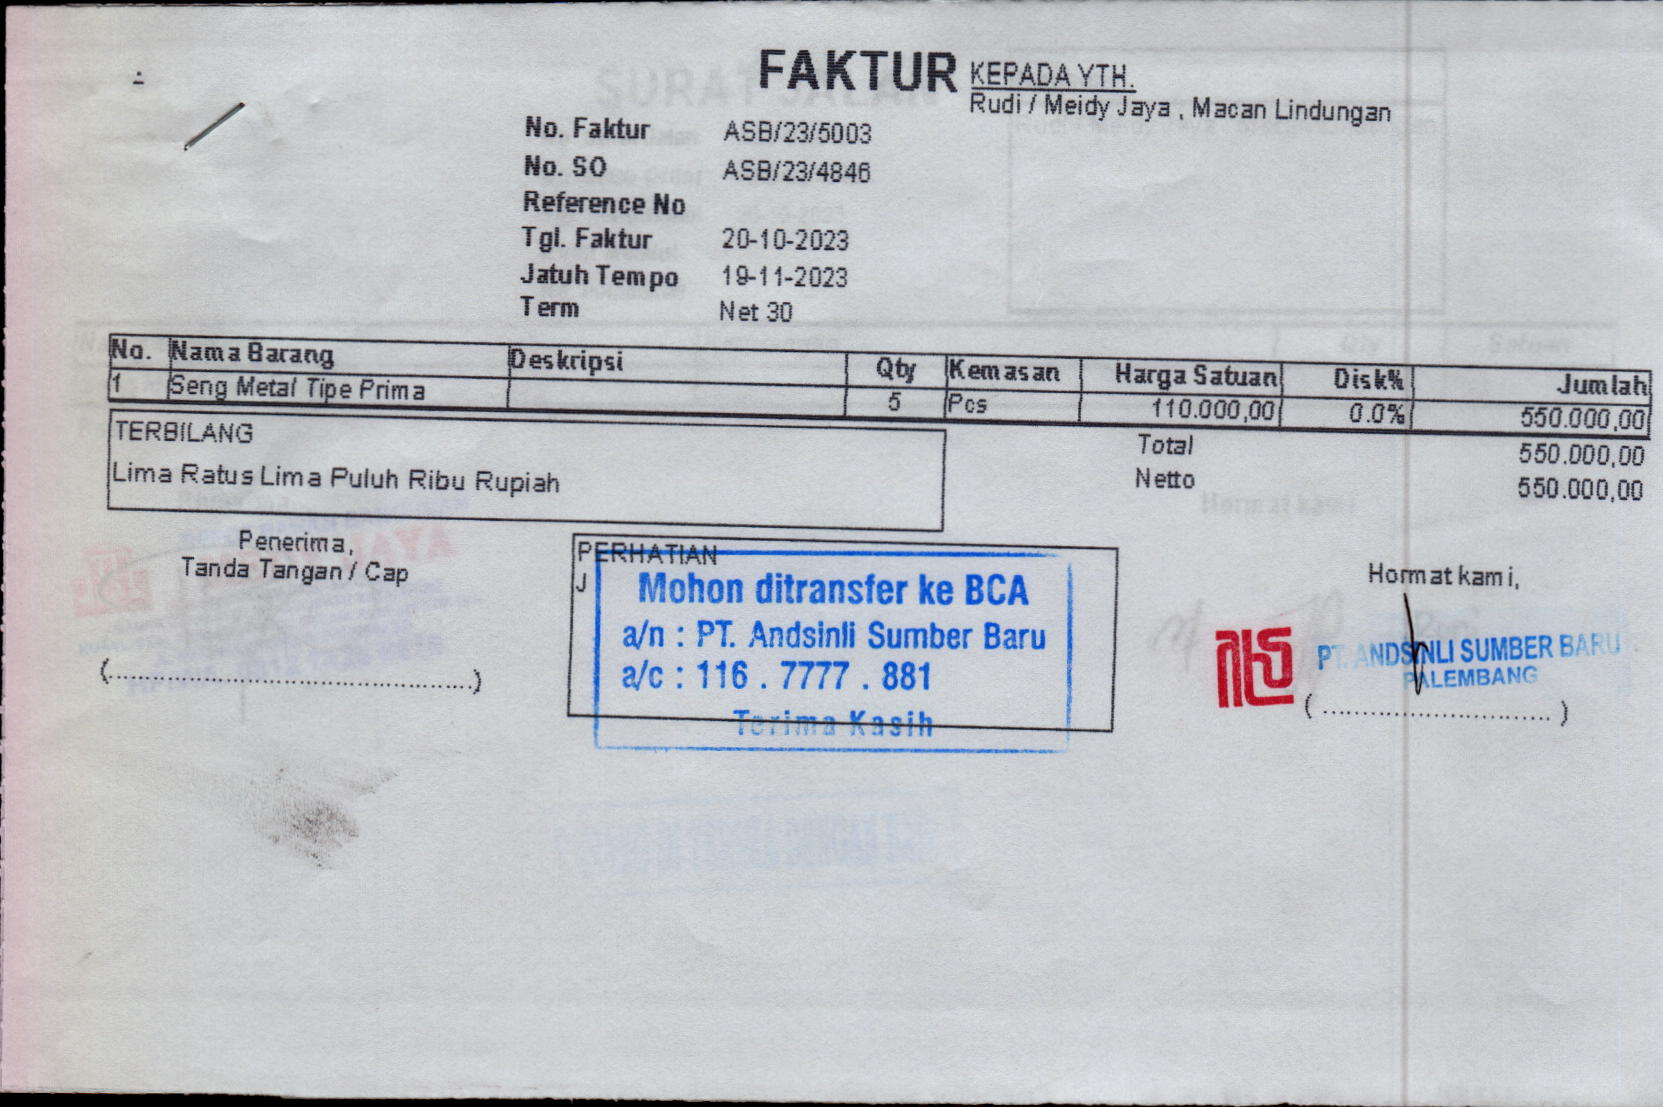 FAKTUR
KEPADA YTH.
Rudi / Meidy Jaya , Macan Lindungan
No. Faktur ASB/23/5003
No. SO ASB/23/4846
Reference No
Tgl. Faktur 20-10-2023
Jatuh Tempo 19-11-2023
Term Net 30
No. Nama Barang Deskripsi Qty Kemasan Harga Satuan Disk% Jumlah
1 Seng Metal Tipe Prima 5 Pcs 110.000,00 0.0% 550.000,00
TERBILANG
Lima Ratus Lima Puluh Ribu Rupiah
Total 550.000,00
Netto 550.000,00
Penerima,
Tanda Tangan / Cap
(..........................................)
PERHATIAN
J
Mohon ditransfer ke BCA
a/n : PT. Andsinli Sumber Baru
a/c : 116 . 7777 . 881
Terima Kasih
Hormat kami,
PT. ANDSINLI SUMBER BARU
PALEMBANG
( ............................ )